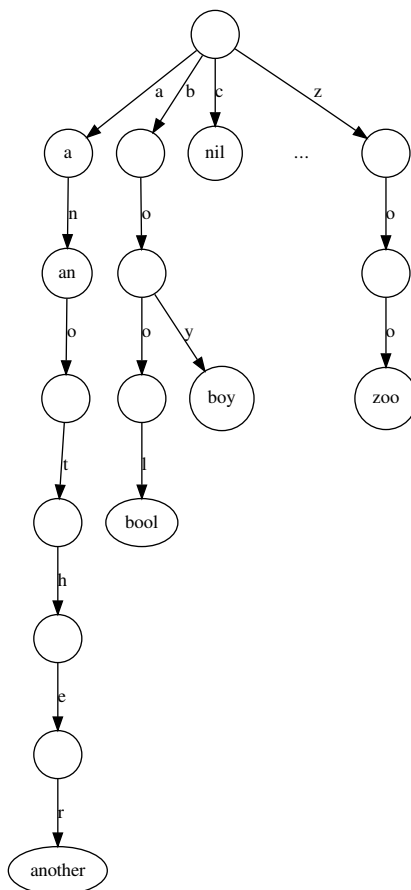 a b c z
a nil ...
n o o
an
o o y o
boy zoo
t l
bool
h
e
r
another